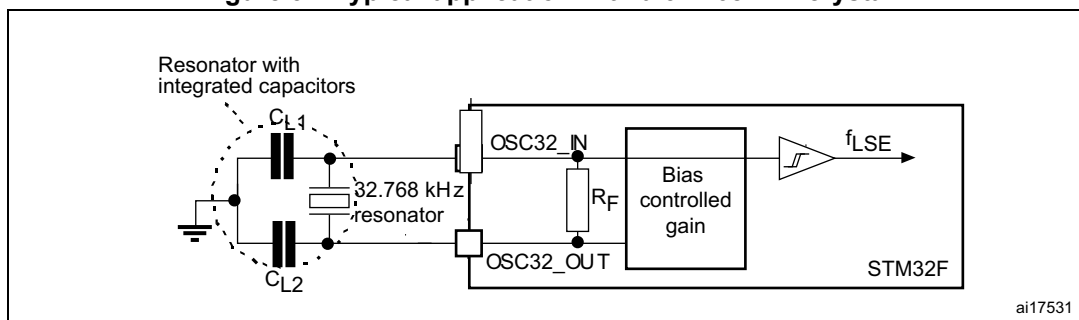 Resonator with
integrated capacitors
CL1
32.768 kHz
resonator
CL2
OSC32_IN
OSC32_OUT
RF
Bias
controlled
gain
fLSE
STM32F
ai17531